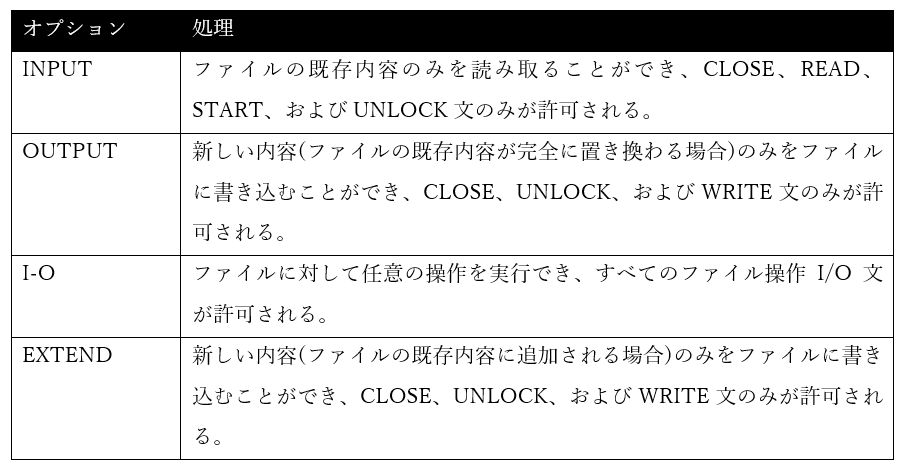 オプション 処理
INPUT ファイルの既存内容のみを読み取ることができ、CLOSE、READ、
START、および UNLOCK 文のみが許可される。
OUTPUT 新しい内容(ファイルの既存内容が完全に置き換わる場合)のみをファイル
に書き込むことができ、CLOSE、UNLOCK、および WRITE 文のみが許
可される。
I-O ファイルに対して任意の操作を実行でき、すべてのファイル操作 I/O 文
が許可される。
EXTEND 新しい内容(ファイルの既存内容に追加される場合)のみをファイルに書き
込むことができ、CLOSE、UNLOCK、および WRITE 文のみが許可され
る。